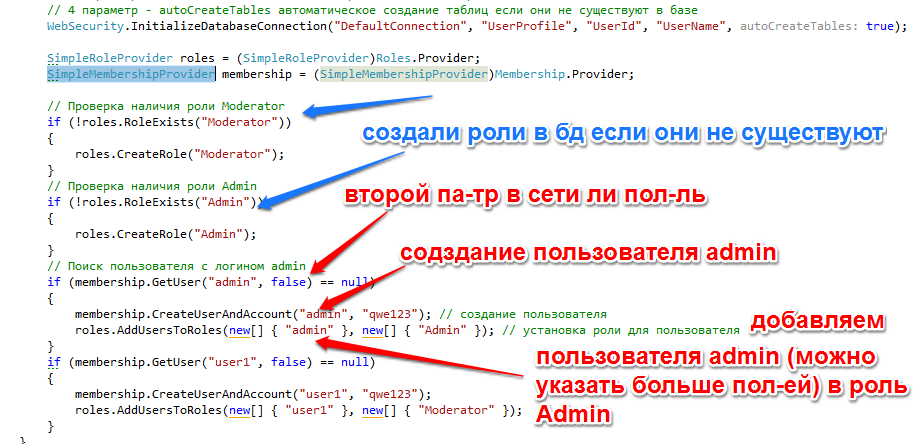 // 4 параметр - autoCreateTables автоматическое создание таблиц если они не существуют в базе
WebSecurity.InitializeDatabaseConnection("DefaultConnection", "UserProfile", "UserId", "UserName", autoCreateTables: true);
SimpleRoleProvider roles = (SimpleRoleProvider)Roles.Provider;
SimpleMembershipProvider membership = (SimpleMembershipProvider)Membership.Provider;
// Проверка наличия роли Moderator
if (!roles.RoleExists("Moderator"))
{
roles.CreateRole("Moderator");
}
создали роли в бд если они не существуют
// Проверка наличия роли Admin
if (!roles.RoleExists("Admin"))
{
roles.CreateRole("Admin");
}
второй па-тр в сети ли пол-ль
// Поиск пользователя с логином admin
if (membership.GetUser("admin", false) == null)
{
содздание пользователя admin
membership.CreateUserAndAccount("admin", "qwe123"); // создание пользователя
roles.AddUsersToRoles(new[] { "admin" }, new[] { "Admin" }); // установка роли для пользователя
}
добавляем
пользователя admin (можно
указать больше пол-ей) в роль
Admin
if (membership.GetUser("user1", false) == null)
{
membership.CreateUserAndAccount("user1", "qwe123");
roles.AddUsersToRoles(new[] { "user1" }, new[] { "Moderator" });
}
}